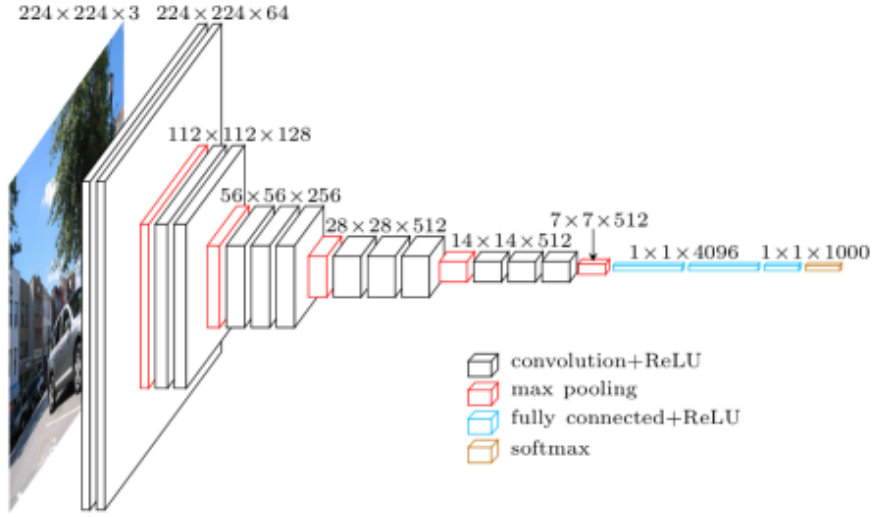 224×224×3
224×224×64
112×112×128
56×56×256
28×28×512
14×14×512
7×7×512
1×1×4096
1×1×1000
convolution+ReLU
max pooling
fully connected+ReLU
softmax